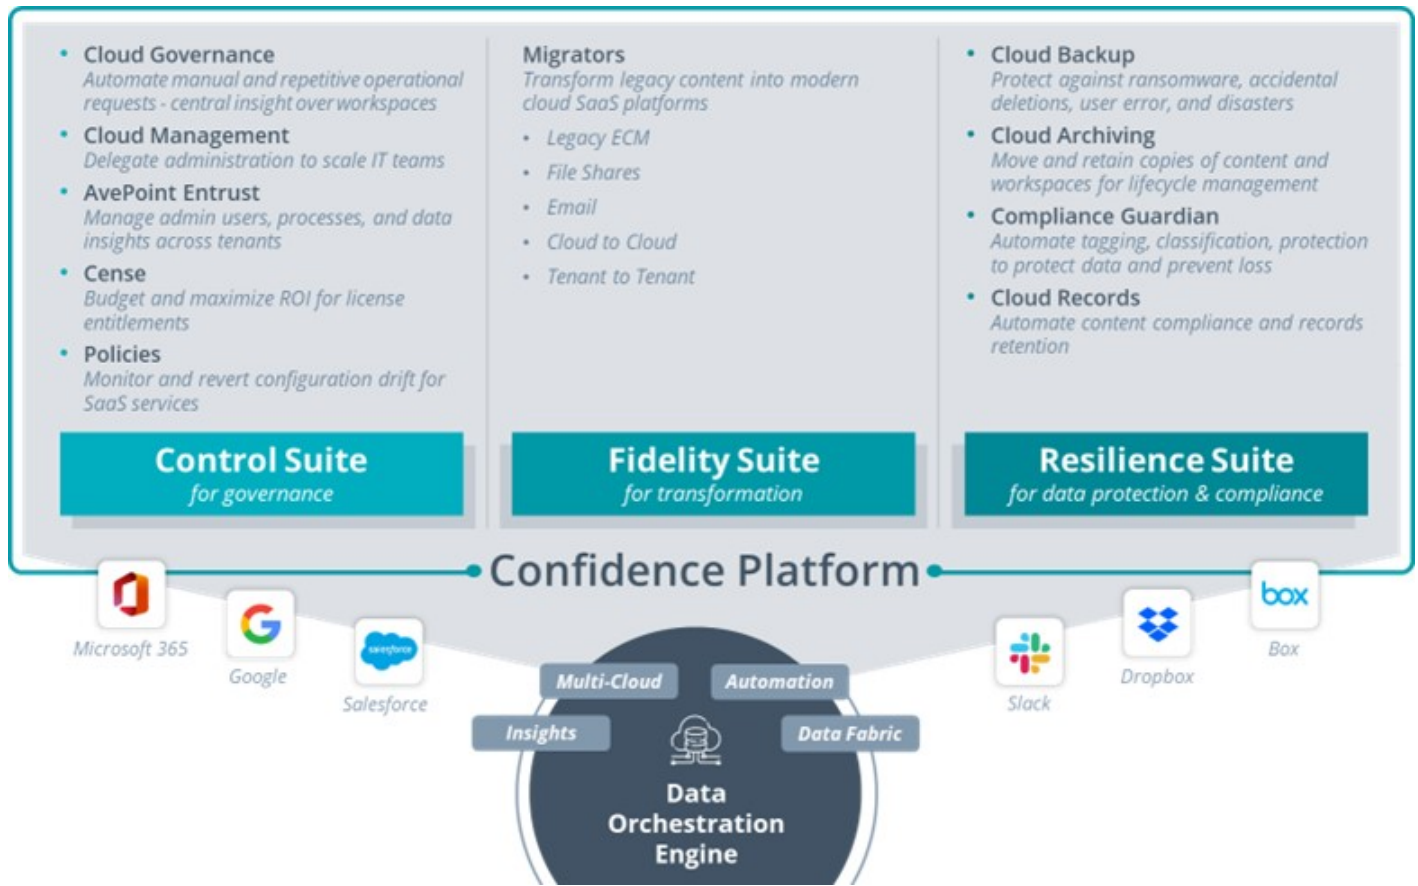 • Cloud Governance
Automate manual and repetitive operational
requests - central insight over workspaces
• Cloud Management
Delegate administration to scale IT teams
• AvePoint Entrust
Manage admin users, processes, and data
insights across tenants
• Cense
Budget and maximize ROI for license
entitlements
• Policies
Monitor and revert configuration drift for
SaaS services
Control Suite
for governance
Migrators
Transform legacy content into modern
cloud SaaS platforms
• Legacy ECM
• File Shares
• Email
• Cloud to Cloud
• Tenant to Tenant
Fidelity Suite
for transformation
• Cloud Backup
Protect against ransomware, accidental
deletions, user error, and disasters
• Cloud Archiving
Move and retain copies of content and
workspaces for lifecycle management
• Compliance Guardian
Automate tagging, classification, protection
to protect data and prevent loss
• Cloud Records
Automate content compliance and records
retention
Resilience Suite
for data protection & compliance
Confidence Platform
Microsoft 365
Google
salesforce
Salesforce
Slack
Dropbox
box
Box
Multi-Cloud
Automation
Insights
Data Fabric
Data
Orchestration
Engine